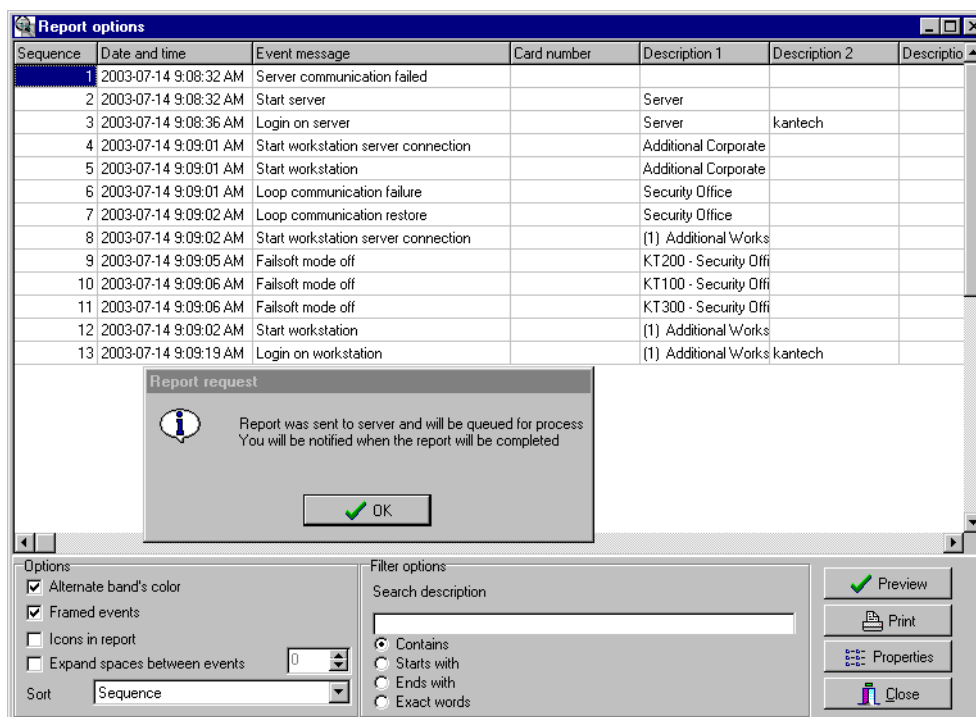 Report options
Sequence Date and time Event message Card number Description 1 Description 2 Descriptio
1 2003-07-14 9:08:32 AM Server communication failed
2 2003-07-14 9:08:32 AM Start server Server
3 2003-07-14 9:08:36 AM Login on server Server kantech
4 2003-07-14 9:09:01 AM Start workstation server connection Additional Corporate
5 2003-07-14 9:09:01 AM Start workstation Additional Corporate
6 2003-07-14 9:09:01 AM Loop communication failure Security Office
7 2003-07-14 9:09:02 AM Loop communication restore Security Office
8 2003-07-14 9:09:02 AM Start workstation server connection (1) Additional Works
9 2003-07-14 9:09:05 AM Failsoft mode off KT200 - Security Offi
10 2003-07-14 9:09:06 AM Failsoft mode off KT100 - Security Offi
11 2003-07-14 9:09:06 AM Failsoft mode off KT300 - Security Offi
12 2003-07-14 9:09:02 AM Start workstation (1) Additional Works
13 2003-07-14 9:09:19 AM Login on workstation (1) Additional Works kantech
Report request
Report was sent to server and will be queued for process
You will be notified when the report will be completed
OK
Options
Alternate band's color
Framed events
Icons in report
Expand spaces between events 0
Sort Sequence
Filter options
Search description
Contains
Starts with
Ends with
Exact words
Preview
Print
Properties
Close